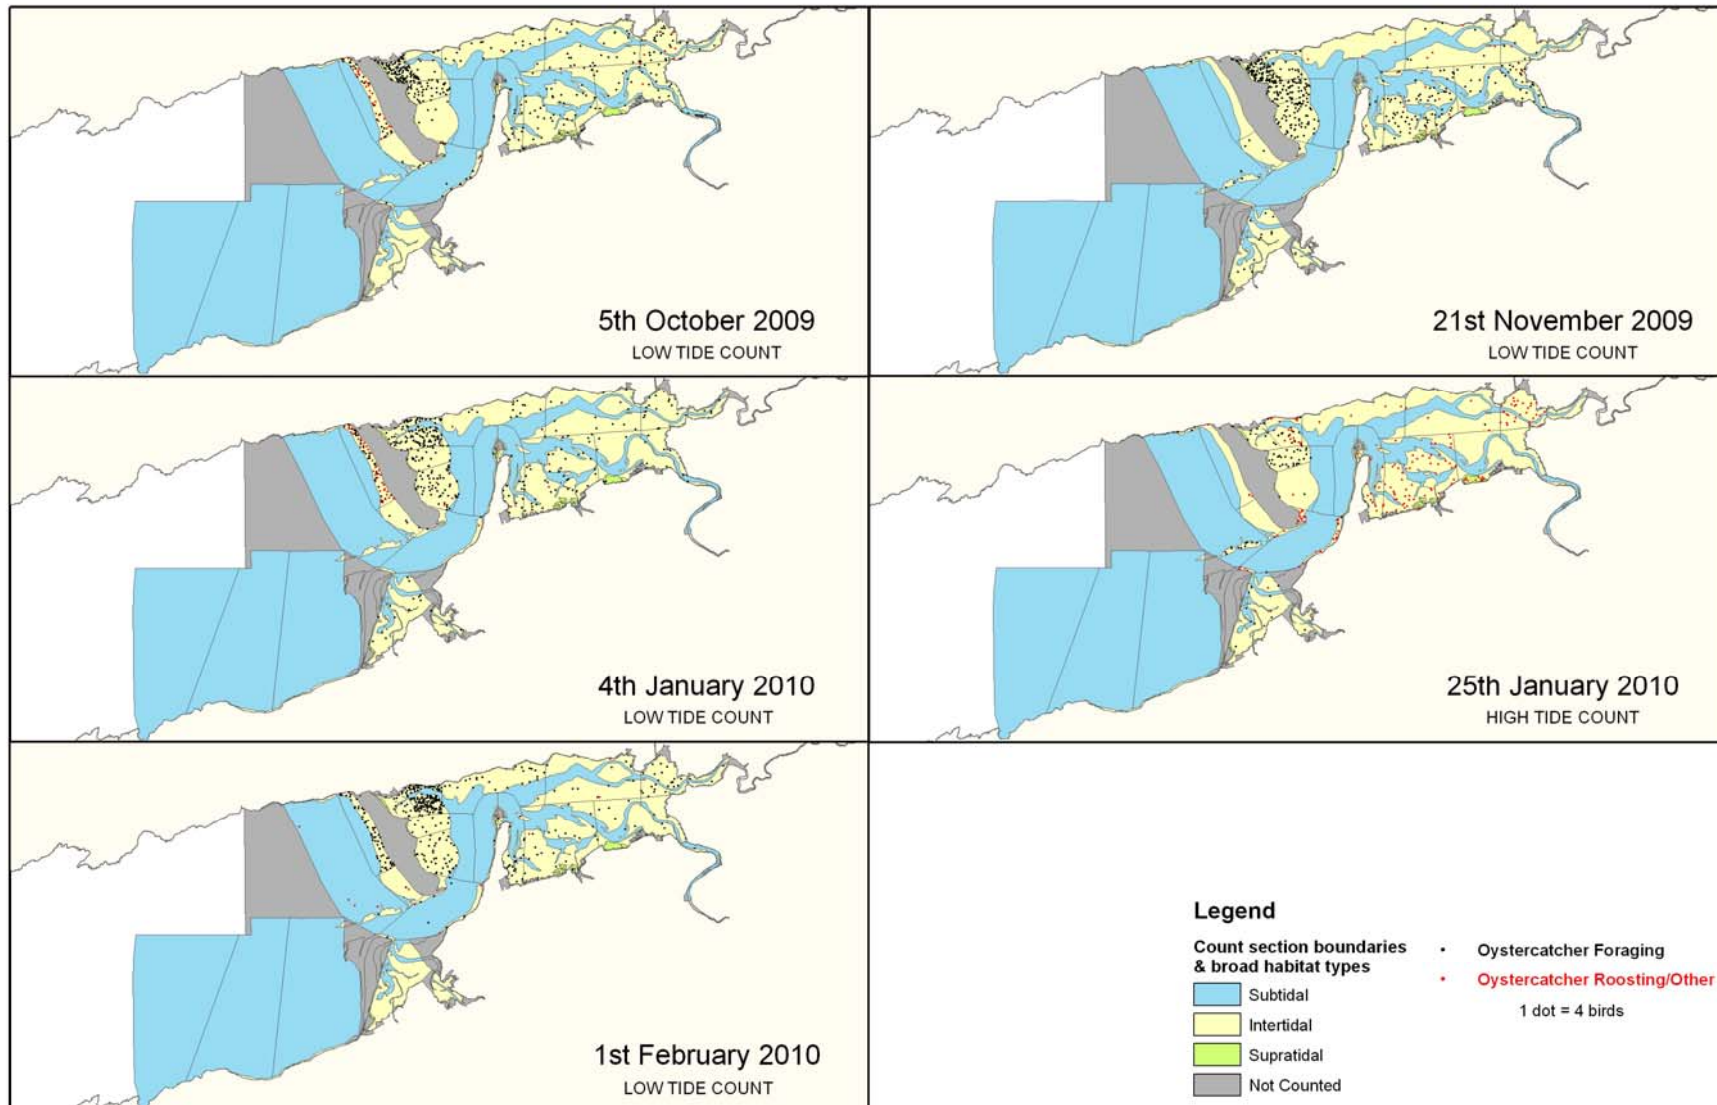 5th October 2009
LOW TIDE COUNT
21st November 2009
LOW TIDE COUNT
4th January 2010
LOW TIDE COUNT
25th January 2010
HIGH TIDE COUNT
1st February 2010
LOW TIDE COUNT
Legend
Count section boundaries
& broad habitat types
Subtidal
Intertidal
Supratidal
Not Counted
Oystercatcher Foraging
Oystercatcher Roosting/Other
1 dot = 4 birds